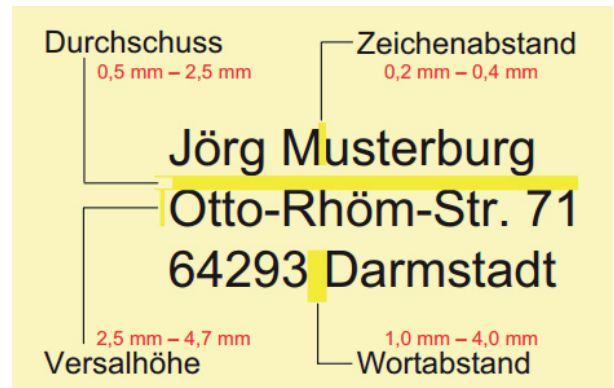 Durchschuss
0,5 mm – 2,5 mm
Zeichenabstand
0,2 mm – 0,4 mm
Jörg Musterburg
Otto-Rhöm-Str. 71
64293 Darmstadt
2,5 mm – 4,7 mm
Versalhöhe
1,0 mm – 4,0 mm
Wortabstand